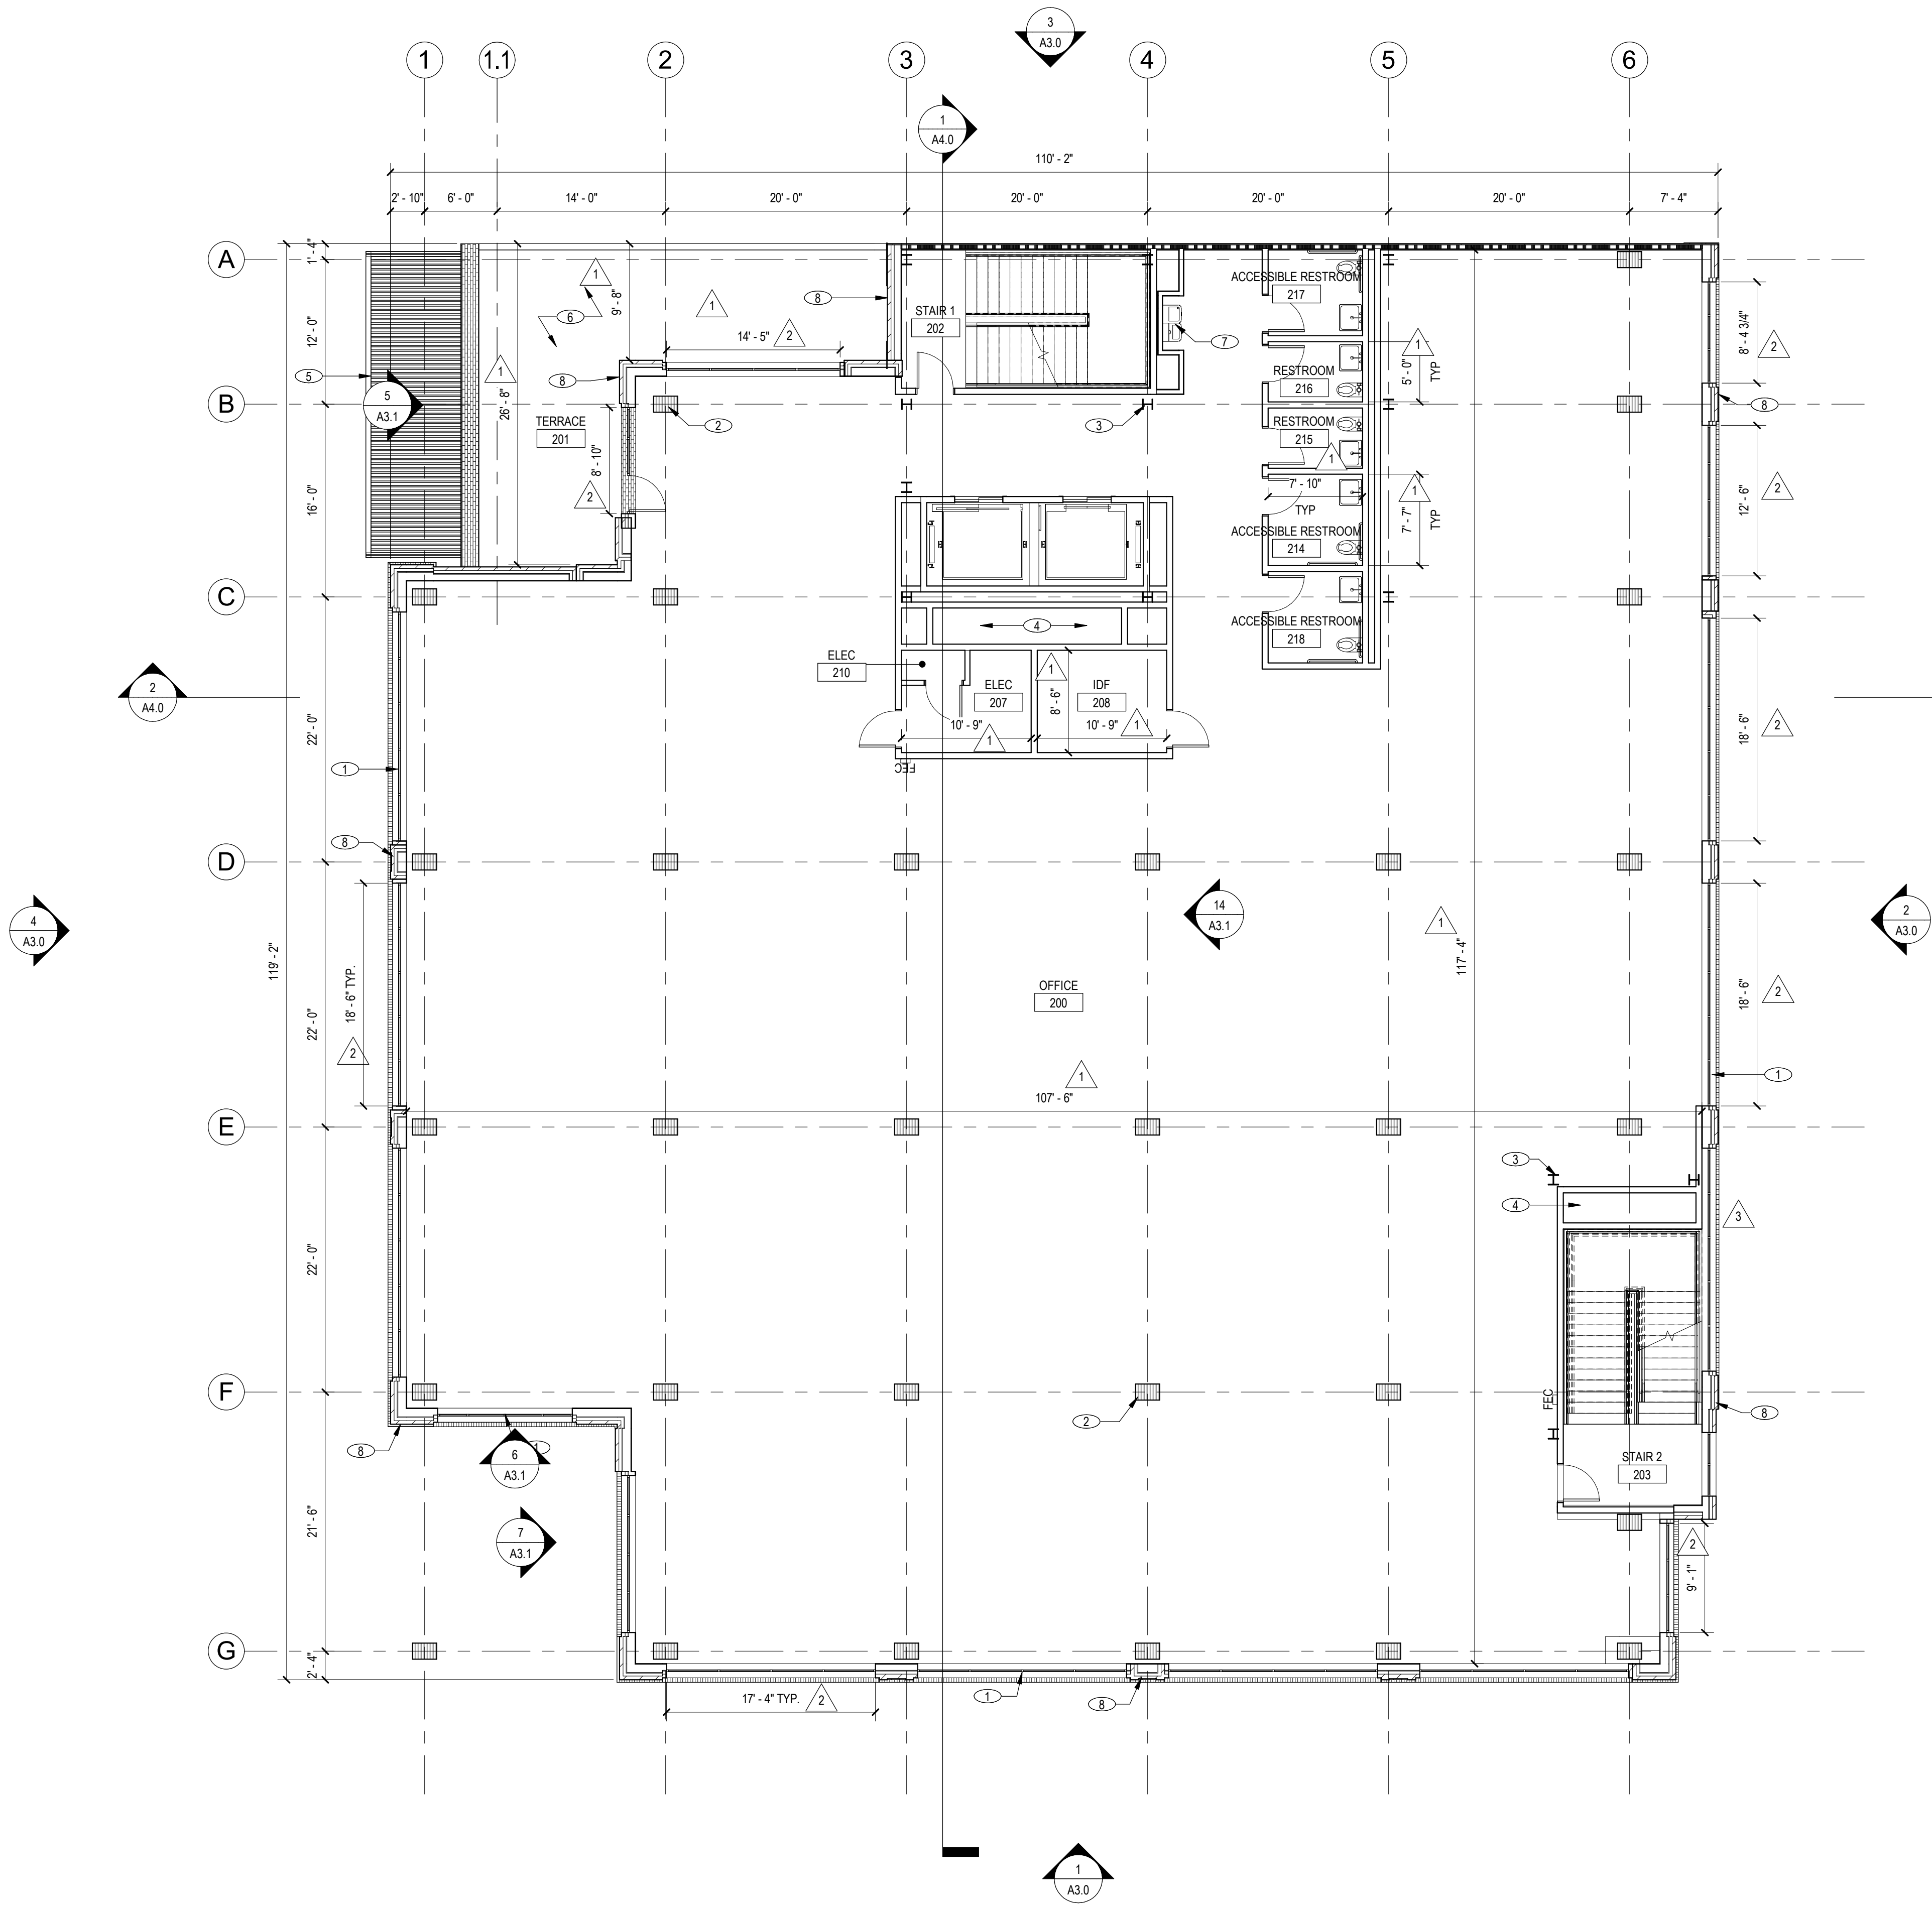 3
A3.0
1
1.1
2
3
4
5
6
1
A4.0
110' - 2"
2' - 10"
6' - 0"
14' - 0"
20' - 0"
20' - 0"
20' - 0"
20' - 0"
7' - 4"
A
1' - 4"
1
6
9' - 8"
1
8
STAIR 1
202
ACCESSIBLE RESTROOM
217
12' - 0"
14' - 5"
2
7
8' - 4 3/4"
2
5
1
8
RESTROOM
216
1
5' - 0"
TYP
B
5
A3.1
26' - 8"
TERRACE
201
2
3
8
RESTROOM
215
1
8' - 10"
2
16' - 0"
7' - 10"
TYP
1
7' - 7"
TYP
12' - 6"
2
ACCESSIBLE RESTROOM
214
C
4
ACCESSIBLE RESTROOM
218
ELEC
210
1
2
A4.0
ELEC
207
IDF
208
8' - 6"
10' - 9"
1
10' - 9"
1
22' - 0"
18' - 6"
2
1
FEC
8
D
4
A3.0
14
A3.1
1
2
A3.0
119' - 2"
117' - 4"
18' - 6" TYP.
2
22' - 0"
OFFICE
200
18' - 6"
2
1
107' - 6"
1
E
3
4
3
22' - 0"
F
FEC
2
8
8
1
6
A3.1
STAIR 2
203
21' - 6"
7
A3.1
2
9' - 1"
G
2' - 4"
17' - 4" TYP.
2
1
8
1
A3.0